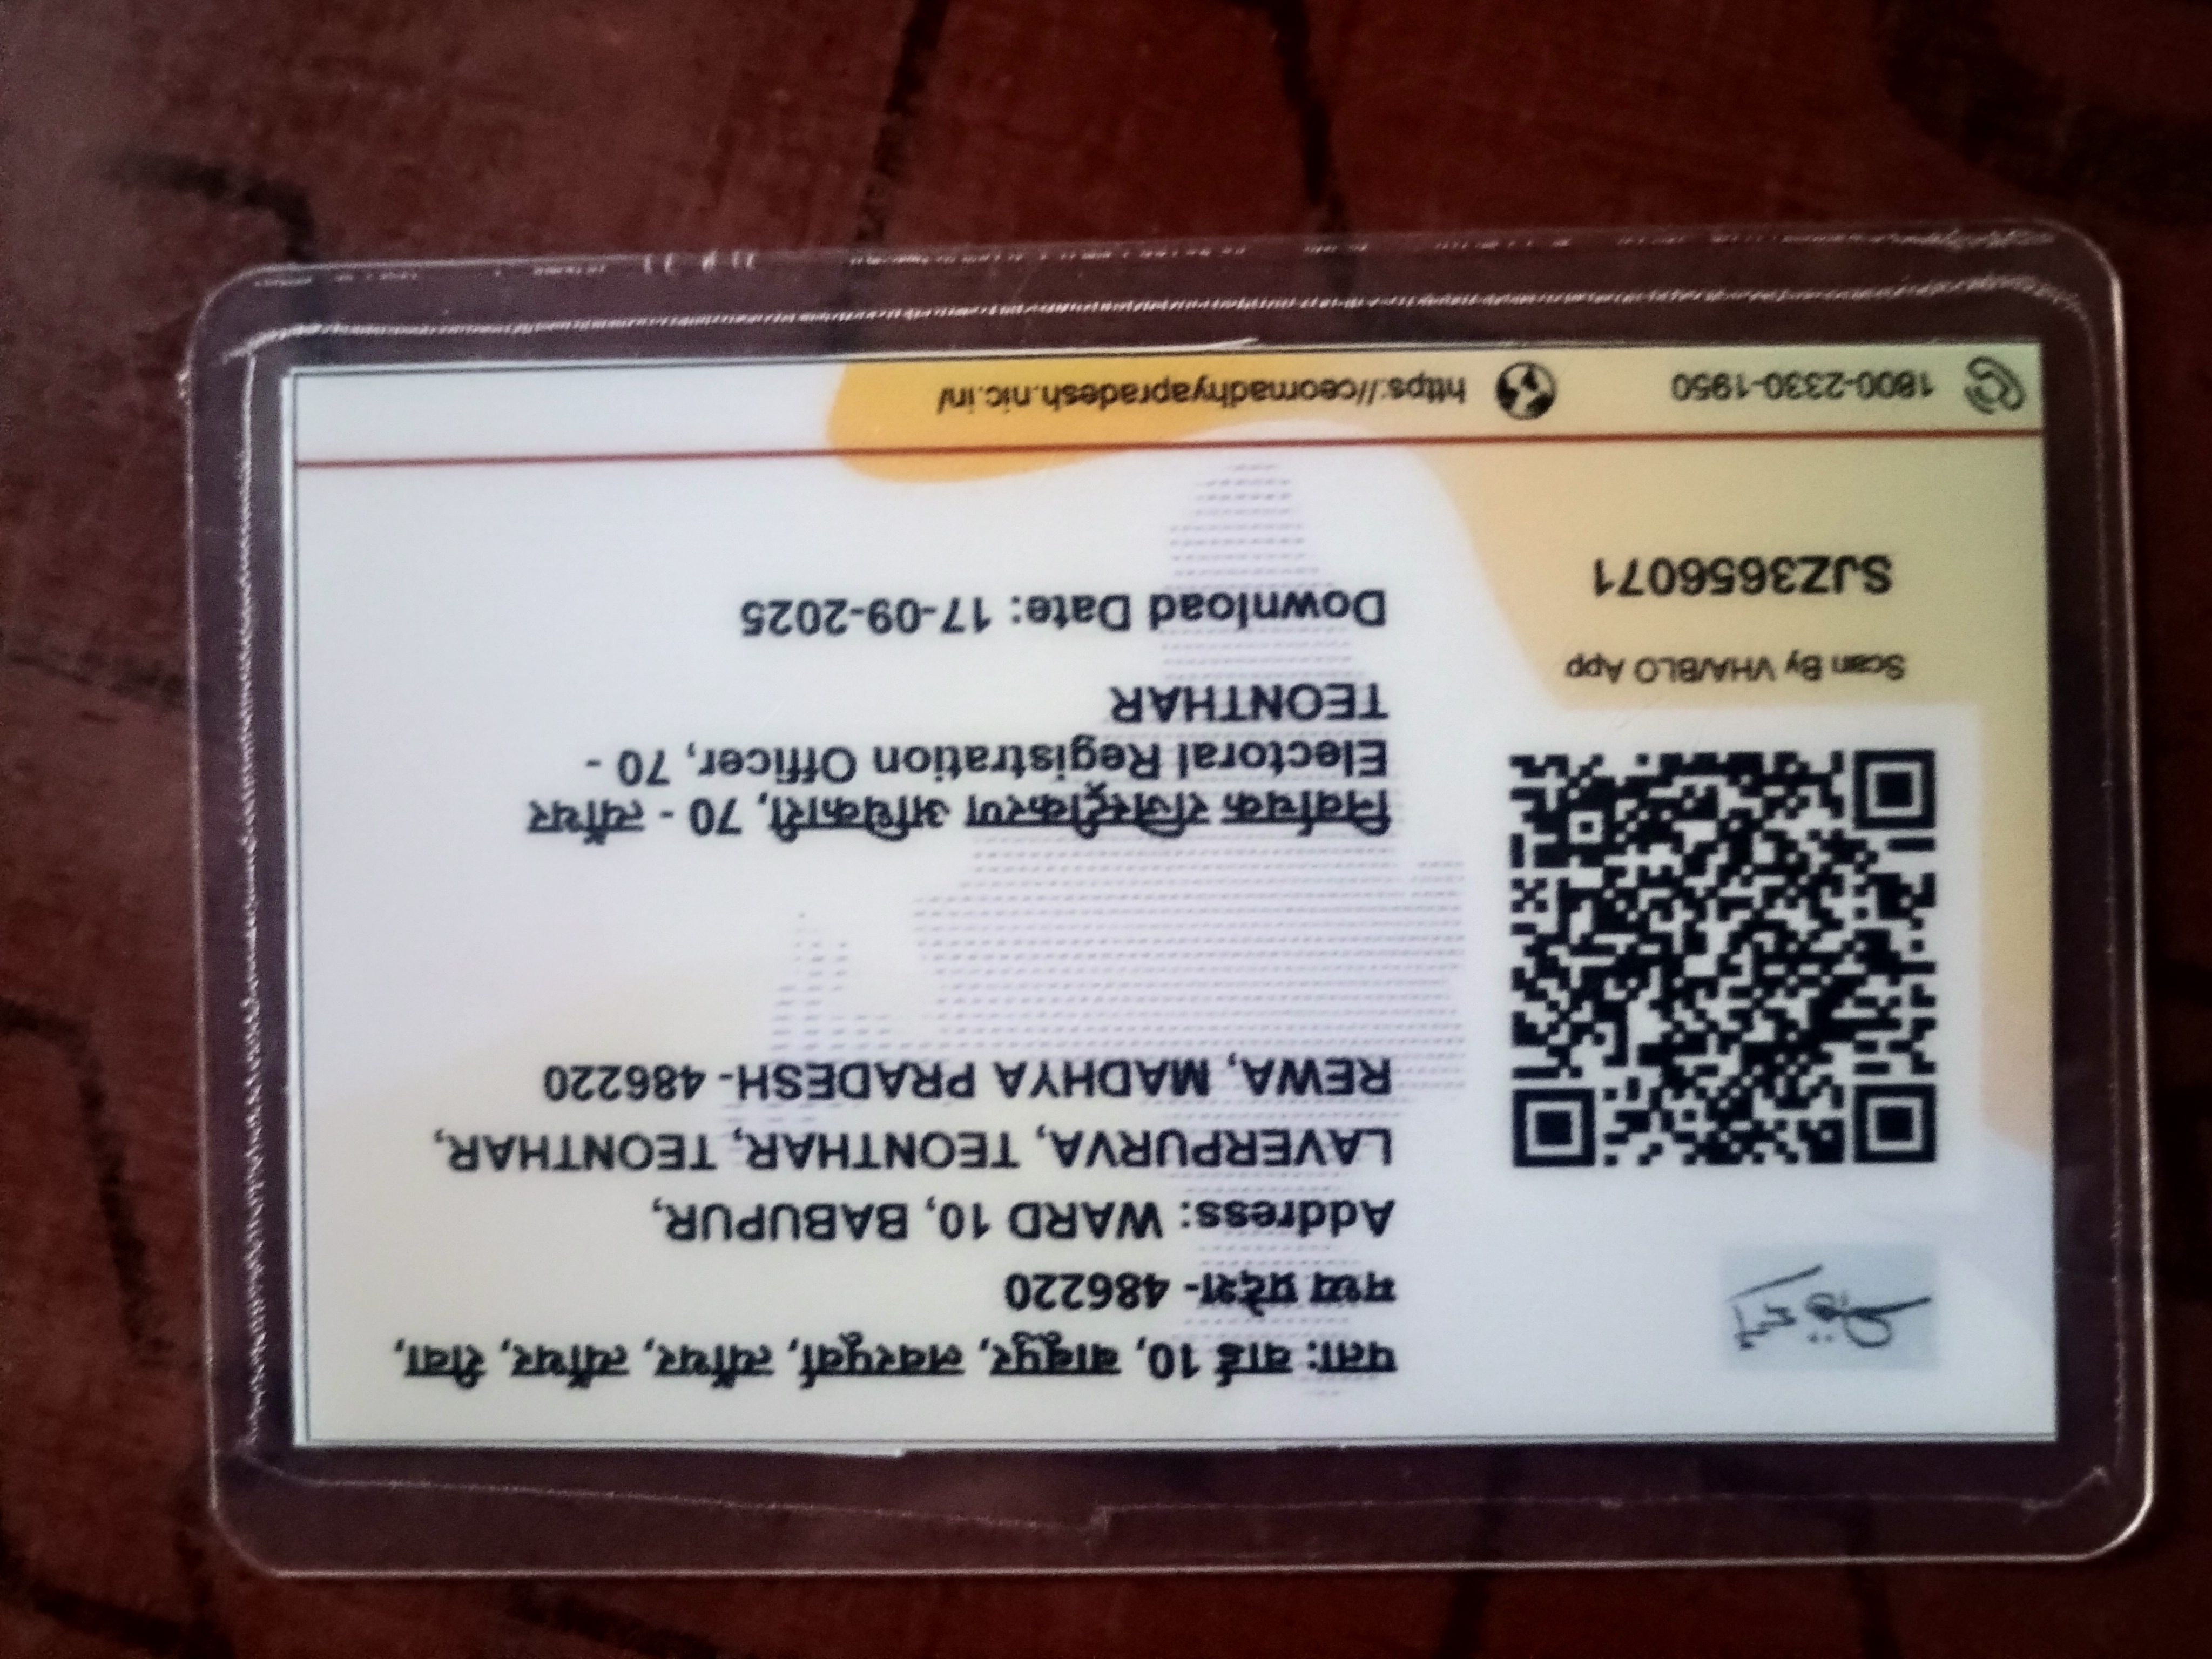 पता: वार्ड 10, बाबुपुर, लवरपुर्वा, त्योंथर, त्योंथर, रीवा,
मध्य प्रदेश- 486220
Address: WARD 10, BABUPUR,
LAVERPURVA, TEONTHAR, TEONTHAR,
REWA, MADHYA PRADESH- 486220
निर्वाचक रजिस्ट्रीकरण अधिकारी, 70 - त्योंथर
Electoral Registration Officer, 70 -
TEONTHAR
Download Date: 17-09-2025
Scan By VHA/BLO App
SJZ3656071
1800-2330-1950
https://ceomadhyapradesh.nic.in/